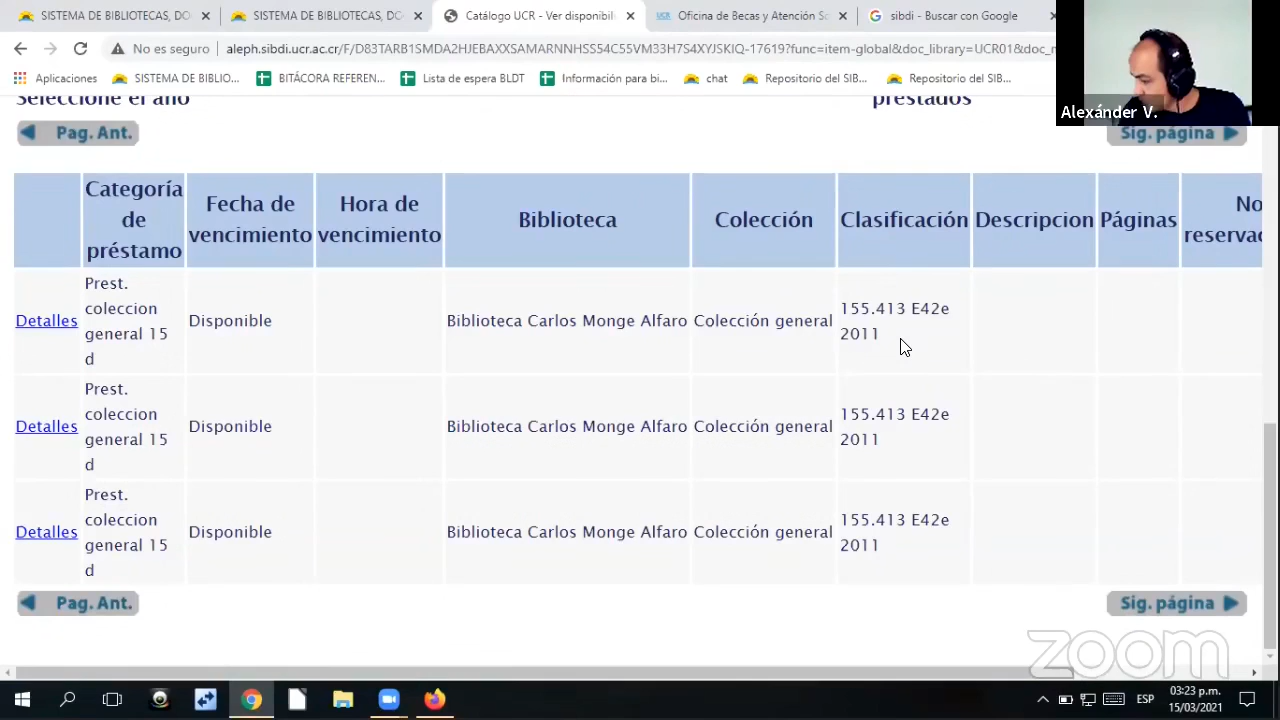 SISTEMA DE BIBLIOTECAS, DO
SISTEMA DE BIBLIOTECAS, DO
Catálogo UCR - Ver disponibil
Oficina de Becas y Atención So
sibdi - Buscar con Google
No es seguro
aleph.sibdi.ucr.ac.cr/F/D83TARB1SMDA2HJEBAXXSAMARNNHSS54C55VM33H7S4XYJSKIQ-17619?func=item-global&doc_library=UCR01&doc_n
Aplicaciones
SISTEMA DE BIBLIO...
BITÁCORA REFEREN...
Lista de espera BLDT
Información para bi...
chat
Repositorio del SIB...
Repositorio del SIB...
Alexánder V.
Seleccione el año
prestados
Pag. Ant.
Sig. página
Categoría de préstamo
Fecha de vencimiento
Hora de vencimiento
Biblioteca
Colección
Clasificación
Descripcion
Páginas
No
reservac
Detalles
Prest.
coleccion
general 15
d
Disponible
Biblioteca Carlos Monge Alfaro
Colección general
155.413 E42e
2011
Detalles
Prest.
coleccion
general 15
d
Disponible
Biblioteca Carlos Monge Alfaro
Colección general
155.413 E42e
2011
Detalles
Prest.
coleccion
general 15
d
Disponible
Biblioteca Carlos Monge Alfaro
Colección general
155.413 E42e
2011
Pag. Ant.
Sig. página
zoom
ESP
03:23 p.m.
15/03/2021